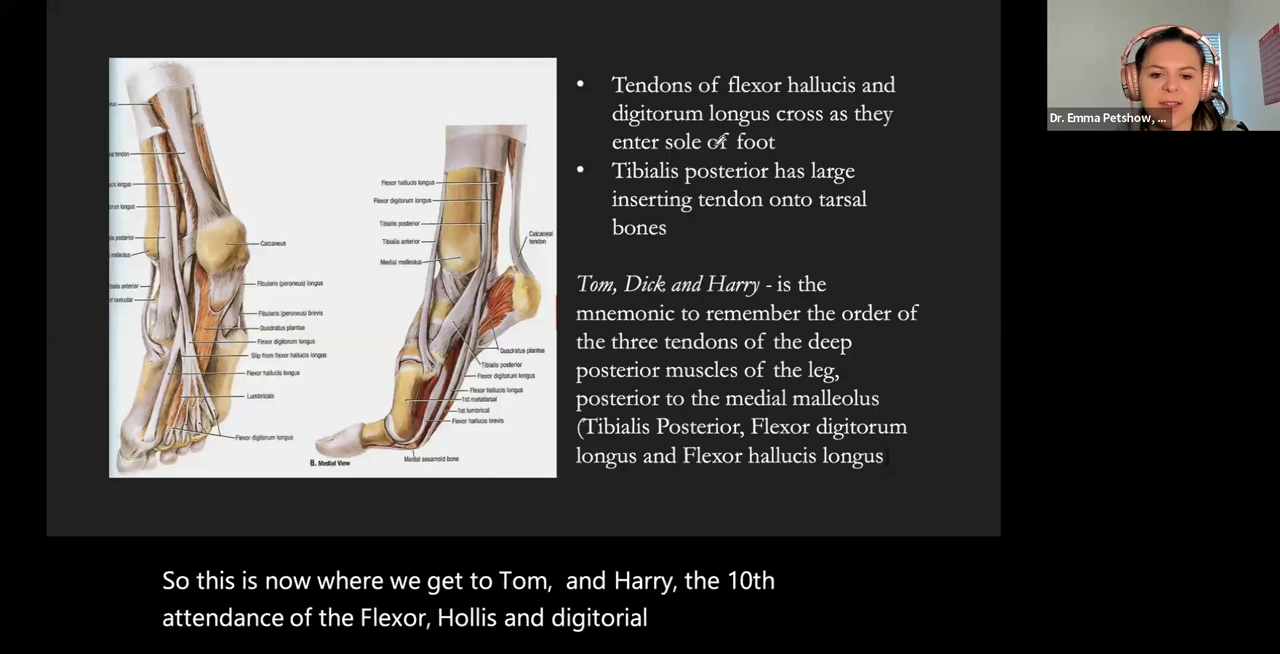 • Tendons of flexor hallucis and
digitorum longus cross as they
enter sole of foot
• Tibialis posterior has large
inserting tendon onto tarsal
bones
Tom, Dick and Harry - is the
mnemonic to remember the order of
the three tendons of the deep
posterior muscles of the leg,
posterior to the medial malleolus
(Tibialis Posterior, Flexor digitorum
longus and Flexor hallucis longus)
Dr. Emma Petshow, ...
tendon
longus
longus
posterior
malleolus
anterior
navicular
Calcaneus
Fibularis (peroneus) longus
Fibularis (peroneus) brevis
Quadratus plantae
Flexor digitorum longus
Slip from flexor hallucis longus
Flexor hallucis longus
Lumbricals
Flexor digitorum longus
Flexor hallucis longus
Flexor digitorum longus
Tibialis posterior
Tibialis anterior
Medial malleolus
Calcaneal
tendon
Quadratus plantae
Tibialis posterior
Flexor digitorum longus
Flexor hallucis longus
1st metatarsal
1st lumbrical
Flexor hallucis brevis
Medial sesamoid bone
B. Medial View
So this is now where we get to Tom, and Harry, the 10th
attendance of the Flexor, Hollis and digitorial